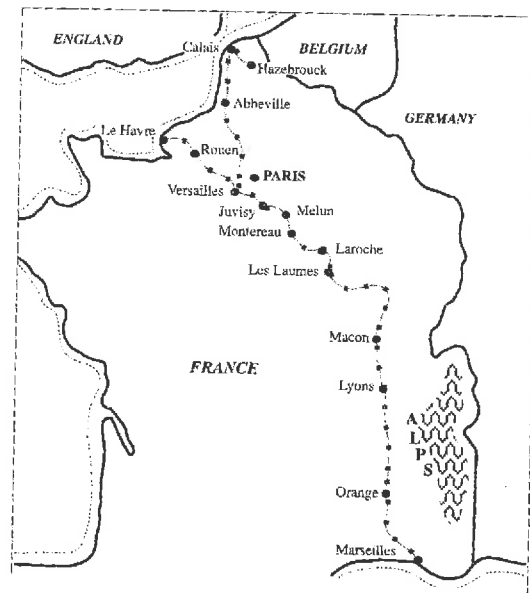 ENGLAND
BELGIUM
Calais
Hazebrouck
Abbeville
GERMANY
Le Havre
Rouen
PARIS
Versailles
Juvisy
Melun
Montereau
Laroche
Les Laumes
Macon
FRANCE
Lyons
A
L
P
S
Orange
Marseilles